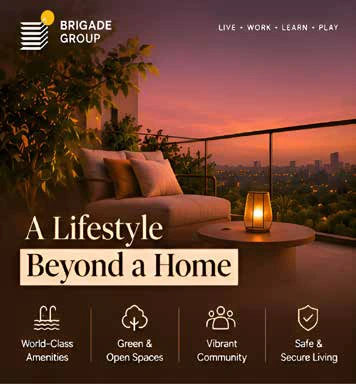 BRIGADE
GROUP
LIVE • WORK • LEARN • PLAY
A Lifestyle
Beyond a Home
World-Class
Amenities
Green &
Open Spaces
Vibrant
Community
Safe &
Secure Living